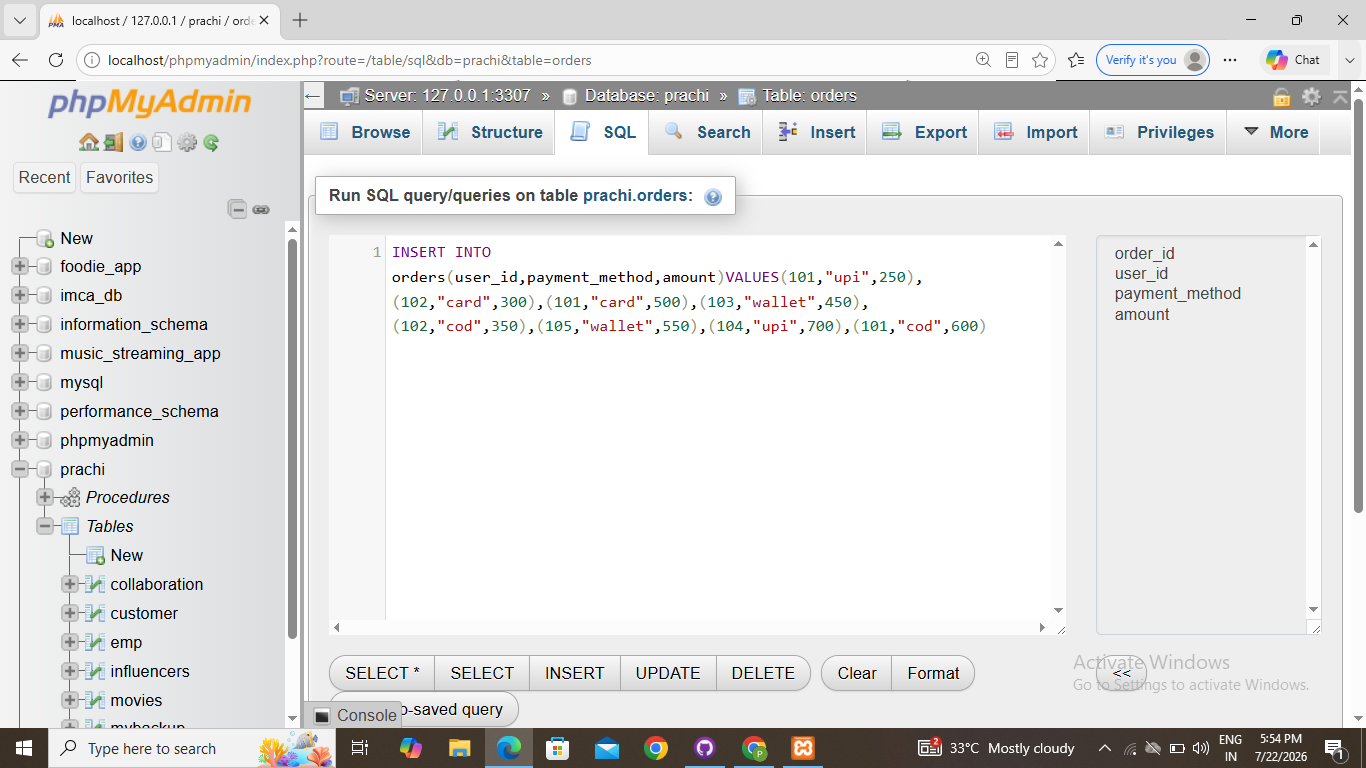 localhost / 127.0.0.1 / prachi / orde
localhost/phpmyadmin/index.php?route=/table/sql&db=prachi&table=orders
Verify it's you
Chat
phpMyAdmin
Recent
Favorites
New
foodie_app
imca_db
information_schema
music_streaming_app
mysql
performance_schema
phpmyadmin
prachi
Procedures
Tables
New
collaboration
customer
emp
influencers
movies
mybackup
Server: 127.0.0.1:3307 » Database: prachi » Table: orders
Browse
Structure
SQL
Search
Insert
Export
Import
Privileges
More
Run SQL query/queries on table prachi.orders:
1
INSERT INTO
orders(user_id,payment_method,amount)VALUES(101,"upi",250),
(102,"card",300),(101,"card",500),(103,"wallet",450),
(102,"cod",350),(105,"wallet",550),(104,"upi",700),(101,"cod",600)
order_id
user_id
payment_method
amount
SELECT *
SELECT
INSERT
UPDATE
DELETE
Clear
Format
<<
Console
o-saved query
Activate Windows
Go to Settings to activate Windows.
Type here to search
33°C Mostly cloudy
ENG
IN
5:54 PM
7/22/2026